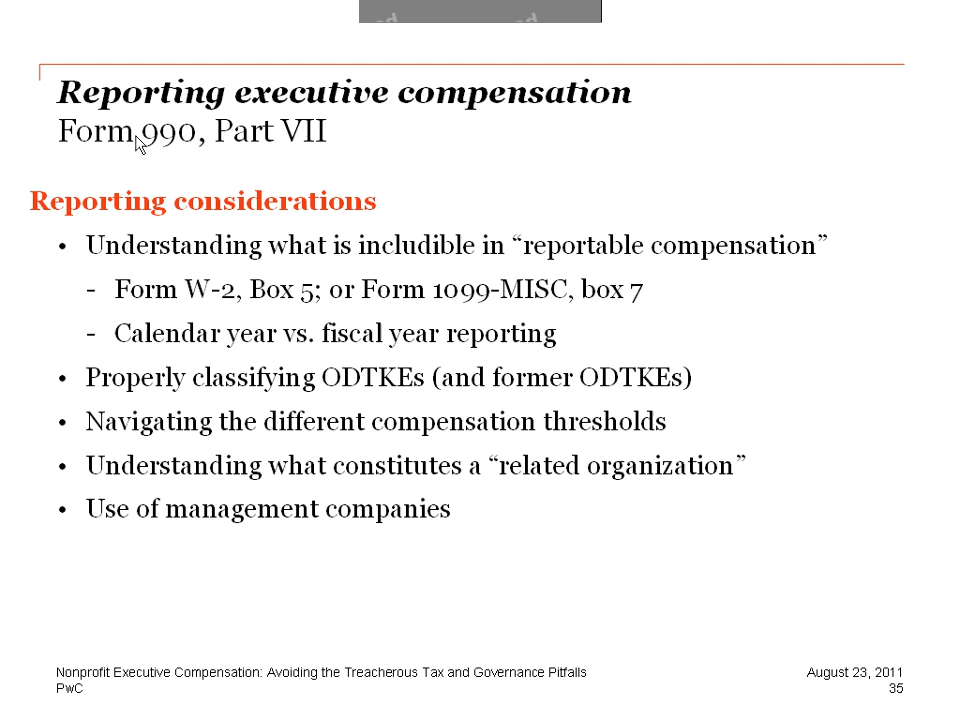 Reporting executive compensation
Form 990, Part VII
Reporting considerations
• Understanding what is includible in “reportable compensation”
- Form W-2, Box 5; or Form 1099-MISC, box 7
- Calendar year vs. fiscal year reporting
• Properly classifying ODTKEs (and former ODTKEs)
• Navigating the different compensation thresholds
• Understanding what constitutes a “related organization”
• Use of management companies
Nonprofit Executive Compensation: Avoiding the Treacherous Tax and Governance Pitfalls
PwC
August 23, 2011
35